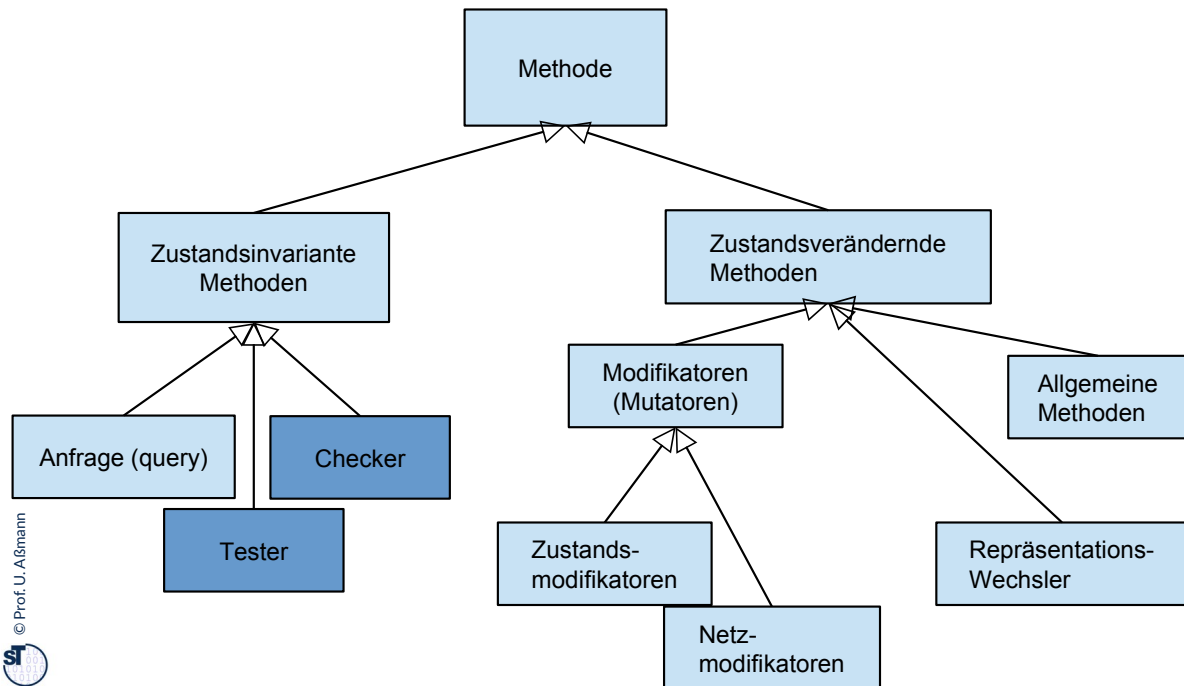 Methode
Zustandsinvariante
Methoden
Zustandsverändernde
Methoden
Modifikatoren
(Mutatoren)
Allgemeine
Methoden
Anfrage (query)
Checker
Tester
Zustands-
modifikatoren
Repräsentations-
Wechsler
Netz-
modifikatoren
© Prof. U. Aßmann
ST